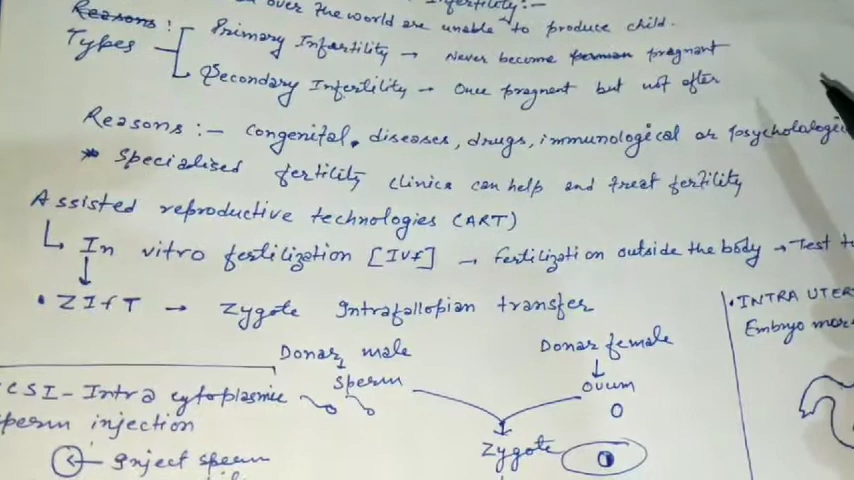 Infertility :-
over the world are unable to produce child.
Reasons :
Types
Primary Infertility → Never become perman pregnant
Secondary Infertility → Once pregnant but not after
Reasons :- Congenital, diseases, drugs, immunological or
* Specialised fertility clinics can help and treat fertility
Assisted reproductive technologies (ART)
In vitro fertilization [IVF] → fertilization outside the body → Test
• ZIFT → Zygote Intrafallopian transfer
• INTRA
Embryo
Donar male
Donar female
Sperm
Ovum
CSI - Intra cytoplasmic
sperm injection
Zygote
Inject sperm